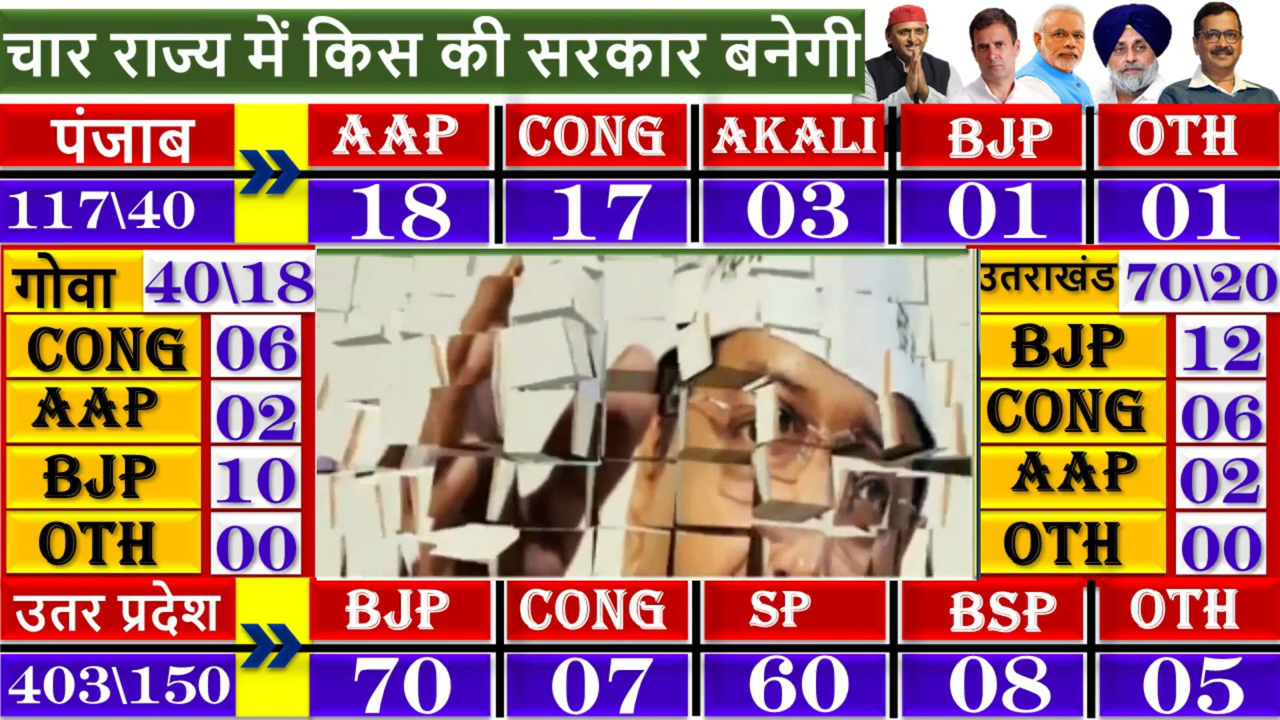 चार राज्य में किस की सरकार बनेगी
पंजाब AAP CONG AKALI BJP OTH
117\40 18 17 03 01 01
गोवा 40\18
CONG 06
AAP 02
BJP 10
OTH 00
उतराखंड 70\20
BJP 12
CONG 06
AAP 02
OTH 00
उतर प्रदेश BJP CONG SP BSP OTH
403\150 70 07 60 08 05